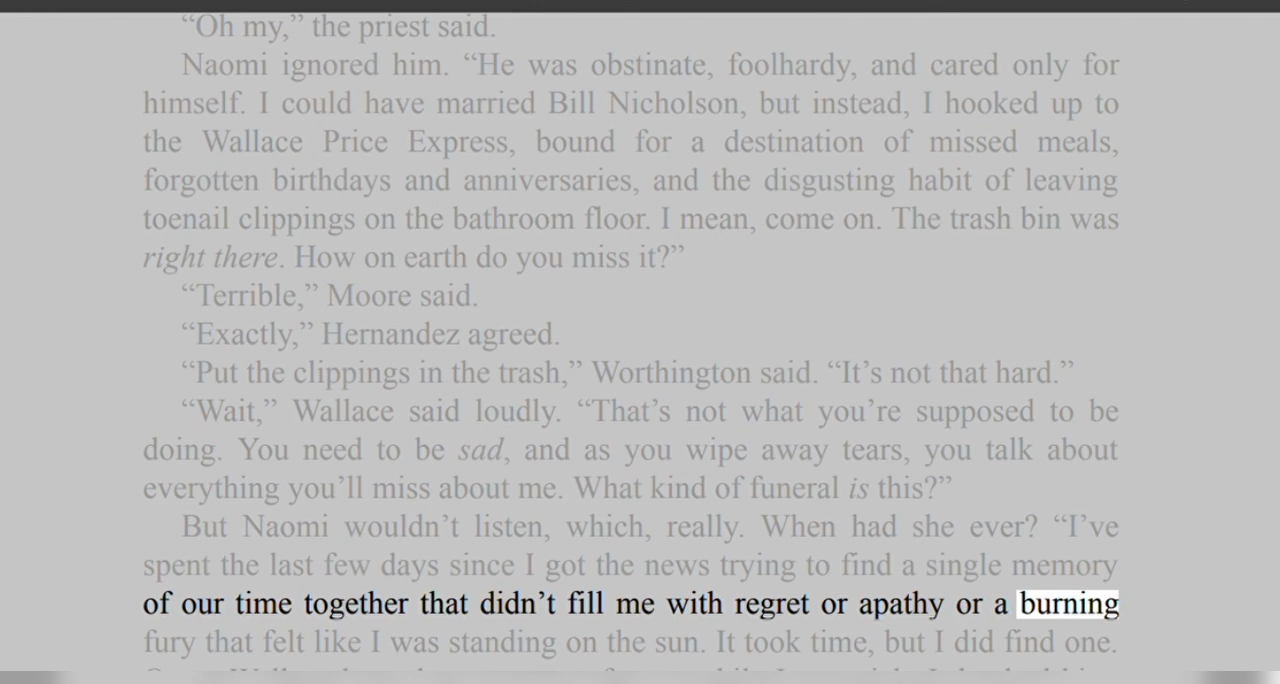 “Oh my,” the priest said.
Naomi ignored him. “He was obstinate, foolhardy, and cared only for
himself. I could have married Bill Nicholson, but instead, I hooked up to
the Wallace Price Express, bound for a destination of missed meals,
forgotten birthdays and anniversaries, and the disgusting habit of leaving
toenail clippings on the bathroom floor. I mean, come on. The trash bin was
right there. How on earth do you miss it?”
“Terrible,” Moore said.
“Exactly,” Hernandez agreed.
“Put the clippings in the trash,” Worthington said. “It’s not that hard.”
“Wait,” Wallace said loudly. “That’s not what you’re supposed to be
doing. You need to be sad, and as you wipe away tears, you talk about
everything you’ll miss about me. What kind of funeral is this?”
But Naomi wouldn’t listen, which, really. When had she ever? “I’ve
spent the last few days since I got the news trying to find a single memory
of our time together that didn’t fill me with regret or apathy or a burning
fury that felt like I was standing on the sun. It took time, but I did find one.